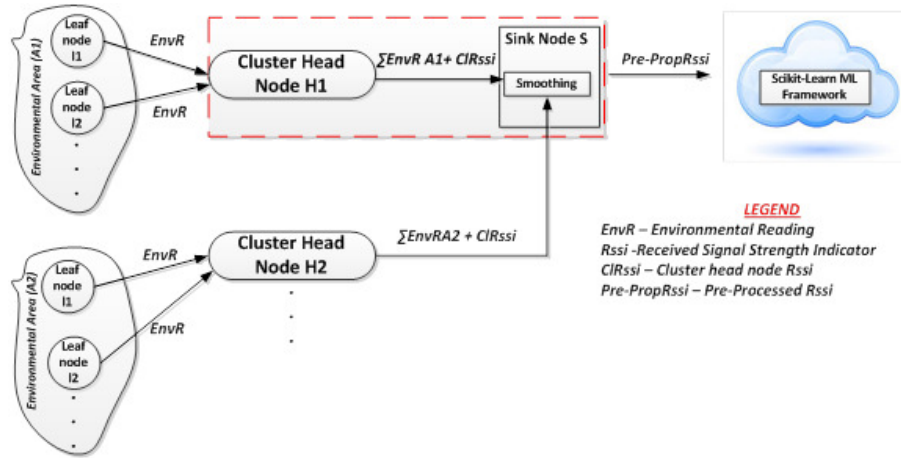 Environmental Area (A1)
Leaf
node
l1
Leaf
node
l2
EnvR
EnvR
Cluster Head
Node H1
∑EnvR A1+ ClRssi
Sink Node S
Smoothing
Pre-PropRssi
Scikit-Learn ML
Framework
Environmental Area (A2)
Leaf
node
l1
Leaf
node
l2
EnvR
EnvR
Cluster Head
Node H2
∑EnvRA2 + ClRssi
LEGEND
EnvR – Environmental Reading
Rssi -Received Signal Strength Indicator
ClRssi – Cluster head node Rssi
Pre-PropRssi – Pre-Processed Rssi